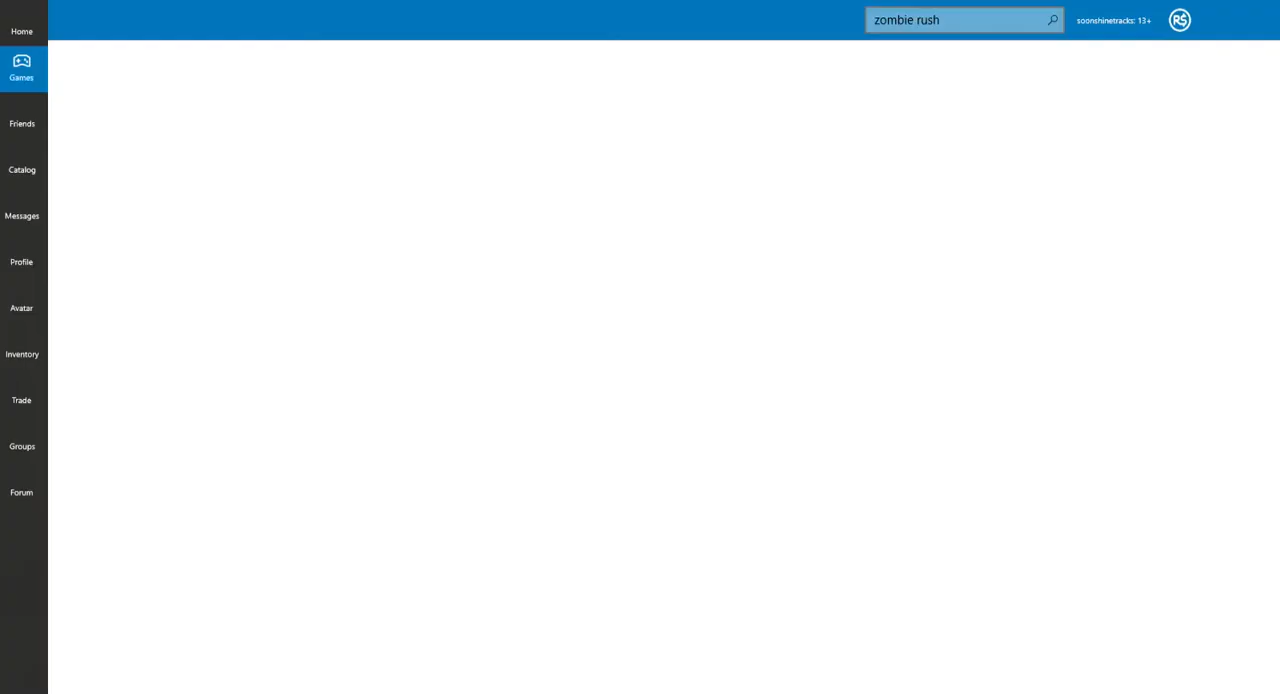 zombie rush
soonshinetracks: 13+
R$
Home
Games
Friends
Catalog
Messages
Profile
Avatar
Inventory
Trade
Groups
Forum